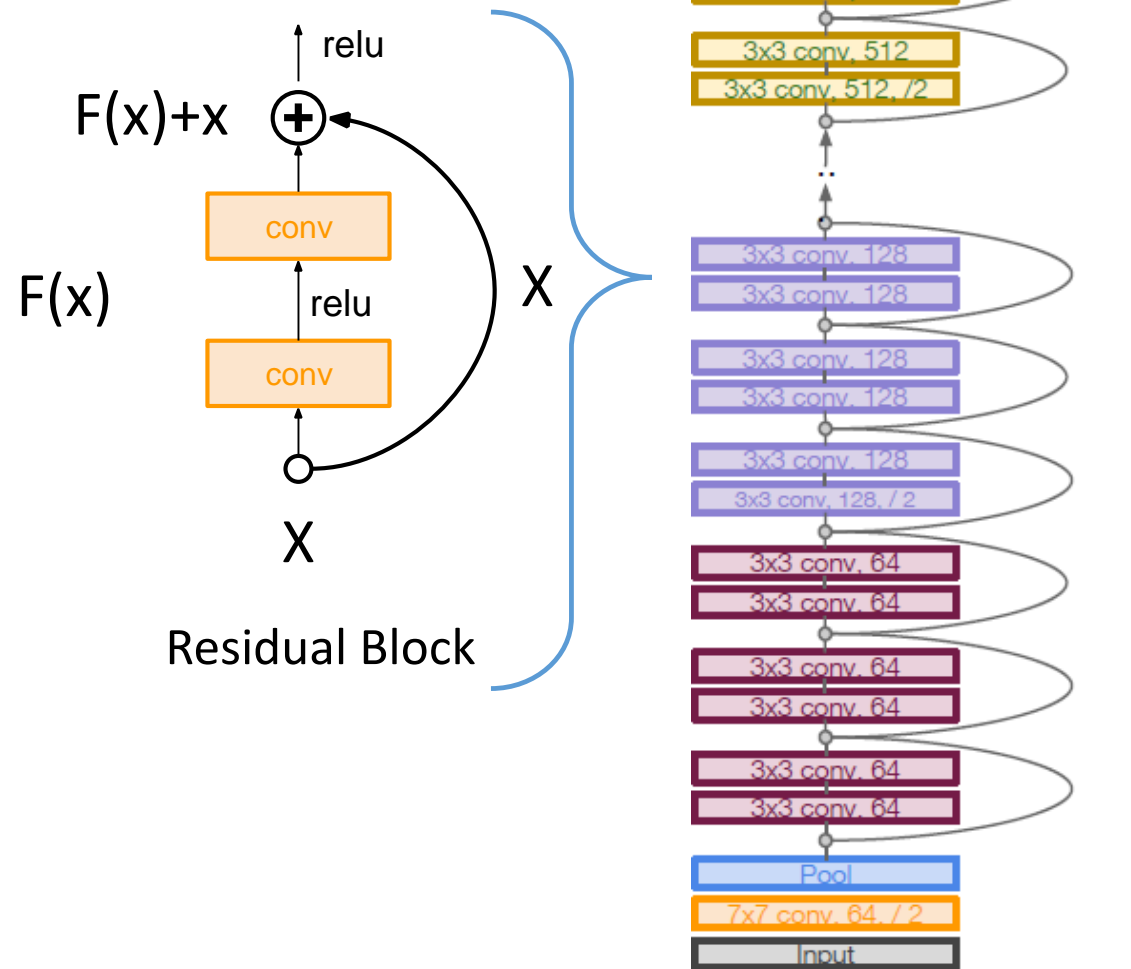 relu
F(x)+x
conv
F(x)
relu
X
conv
X
Residual Block
3x3 conv, 512
3x3 conv, 512, /2
..
3x3 conv, 128
3x3 conv, 128
3x3 conv, 128
3x3 conv, 128
3x3 conv, 128
3x3 conv, 128, / 2
3x3 conv, 64
3x3 conv, 64
3x3 conv, 64
3x3 conv, 64
3x3 conv, 64
3x3 conv, 64
Pool
7x7 conv, 64, / 2
Input